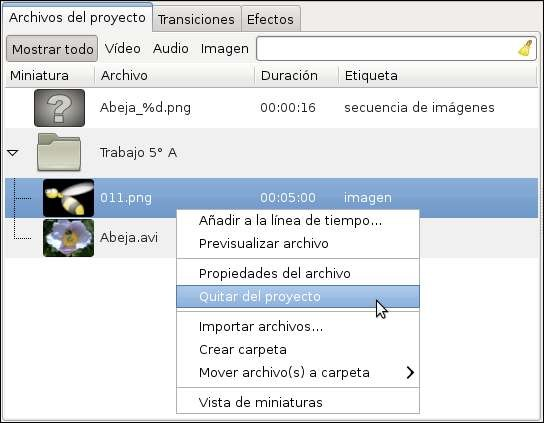 Archivos del proyecto Transiciones Efectos
Mostrar todo Vídeo Audio Imagen
Miniatura Archivo Duración Etiqueta
Abeja_%d.png 00:00:16 secuencia de imágenes
Trabajo 5° A
011.png 00:05:00 imagen
Abeja.avi
Añadir a la línea de tiempo...
Previsualizar archivo
Propiedades del archivo
Quitar del proyecto
Importar archivos...
Crear carpeta
Mover archivo(s) a carpeta
Vista de miniaturas